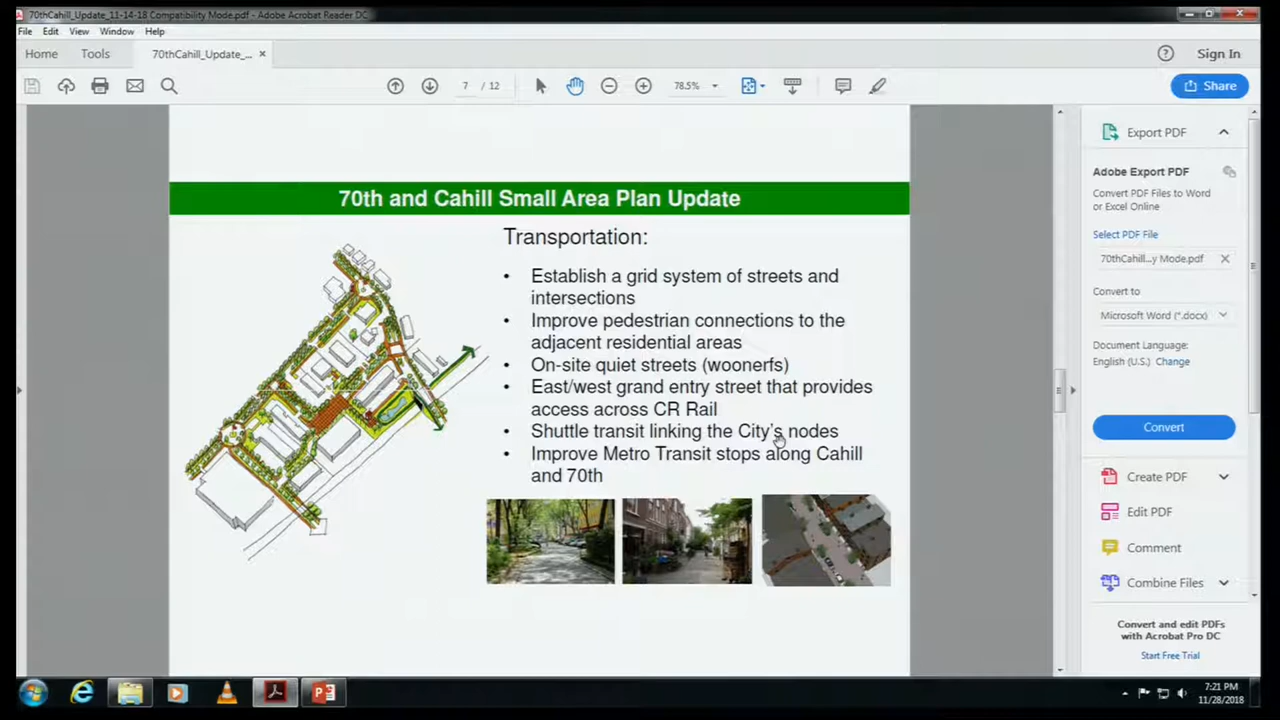 70thCahill_Update_11-14-18 Compatibility Mode.pdf - Adobe Acrobat Reader DC
File Edit View Window Help
Home Tools 70thCahill_Update_... × Sign In
7 / 12 78.5% Share
70th and Cahill Small Area Plan Update
Transportation:
• Establish a grid system of streets and
intersections
• Improve pedestrian connections to the
adjacent residential areas
• On-site quiet streets (woonerfs)
• East/west grand entry street that provides
access across CR Rail
• Shuttle transit linking the City's nodes
• Improve Metro Transit stops along Cahill
and 70th
Export PDF
Adobe Export PDF
Convert PDF Files to Word
or Excel Online
Select PDF File
70thCahill...y Mode.pdf
Convert to
Microsoft Word (*.docx)
Document Language:
English (U.S.) Change
Convert
Create PDF
Edit PDF
Comment
Combine Files
Convert and edit PDFs
with Acrobat Pro DC
Start Free Trial
7:21 PM
11/28/2018